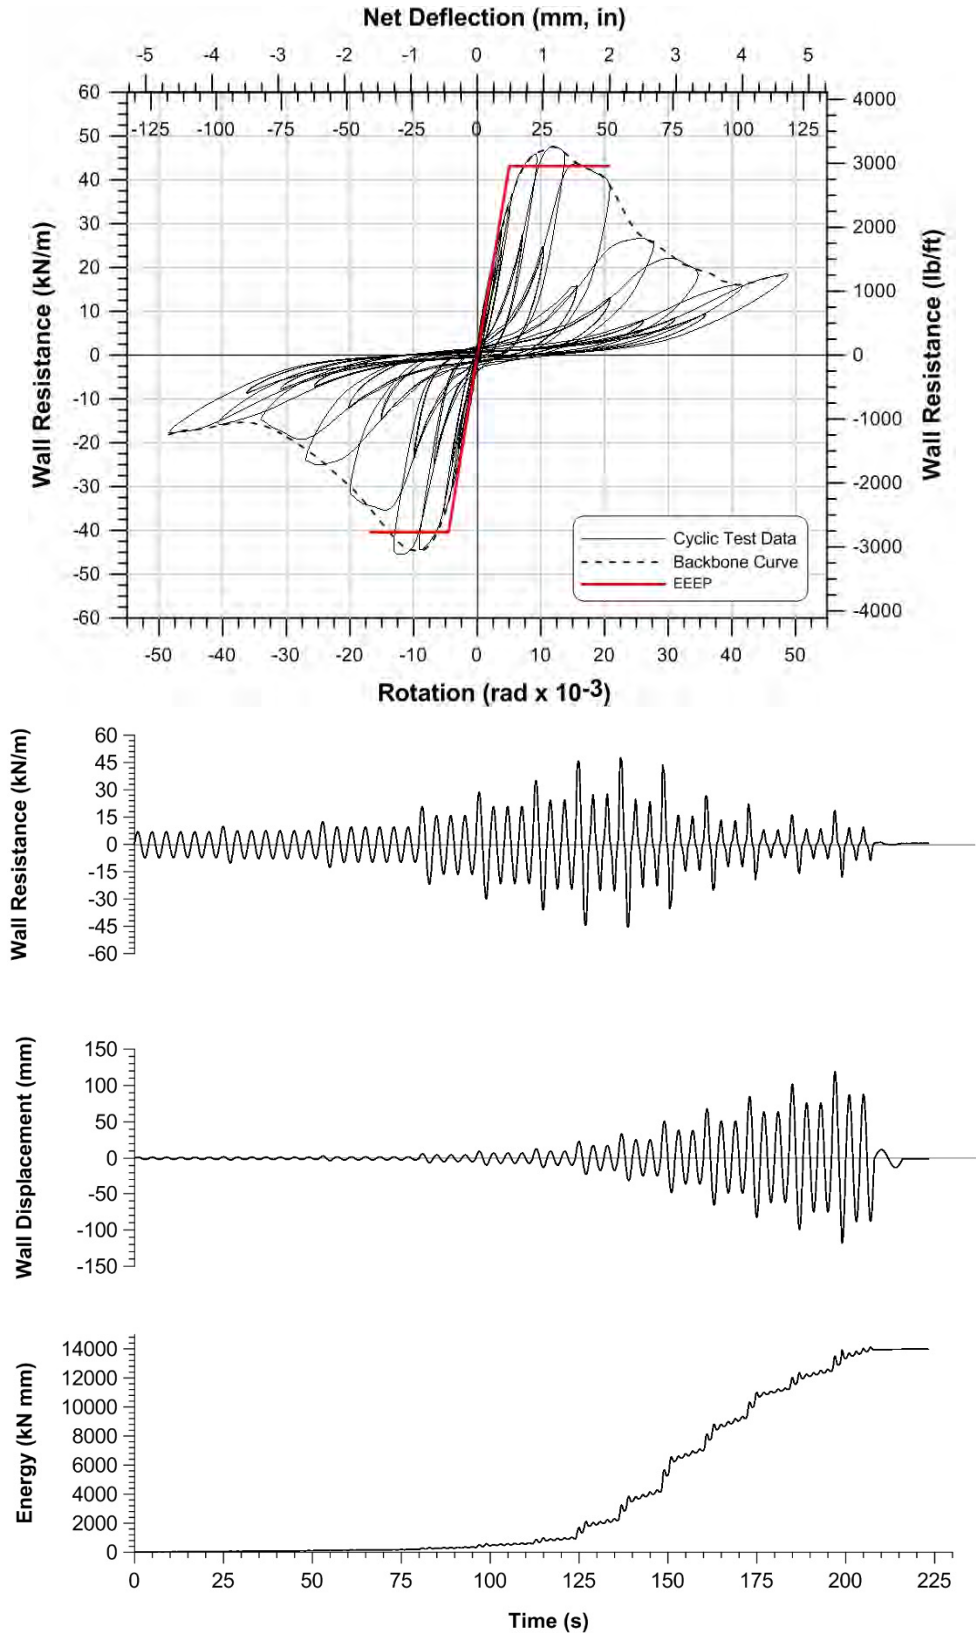 Net Deflection (mm, in)
-5 -4 -3 -2 -1 0 1 2 3 4 5
60 4000
-125 -100 -75 -50 -25 0 25 50 75 100 125
50
40 3000
30
20 2000
10 1000
0 0
-10 -1000
-20
-30 -2000
-40
-50 -3000
-60 -4000
Wall Resistance (kN/m)
Wall Resistance (lb/ft)
Cyclic Test Data
Backbone Curve
EEEP
-50 -40 -30 -20 -10 0 10 20 30 40 50
Rotation (rad x 10-3)
Wall Resistance (kN/m)
60
45
30
15
0
-15
-30
-45
-60
Wall Displacement (mm)
150
100
50
0
-50
-100
-150
Energy (kN mm)
14000
12000
10000
8000
6000
4000
2000
0
0 25 50 75 100 125 150 175 200 225
Time (s)